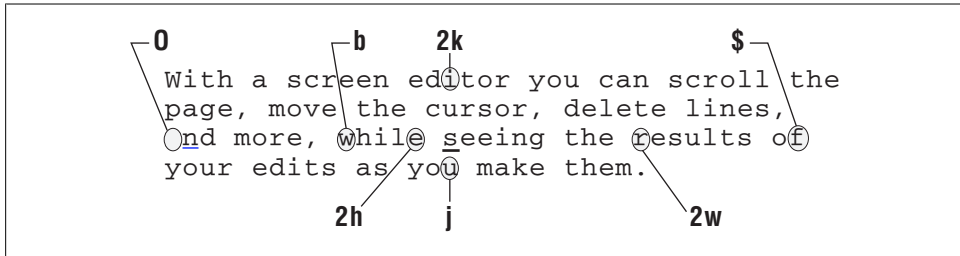 0 b 2k $
With a screen editor you can scroll the
page, move the cursor, delete lines,
nd more, while seeing the results of
your edits as you make them.
2h j 2w